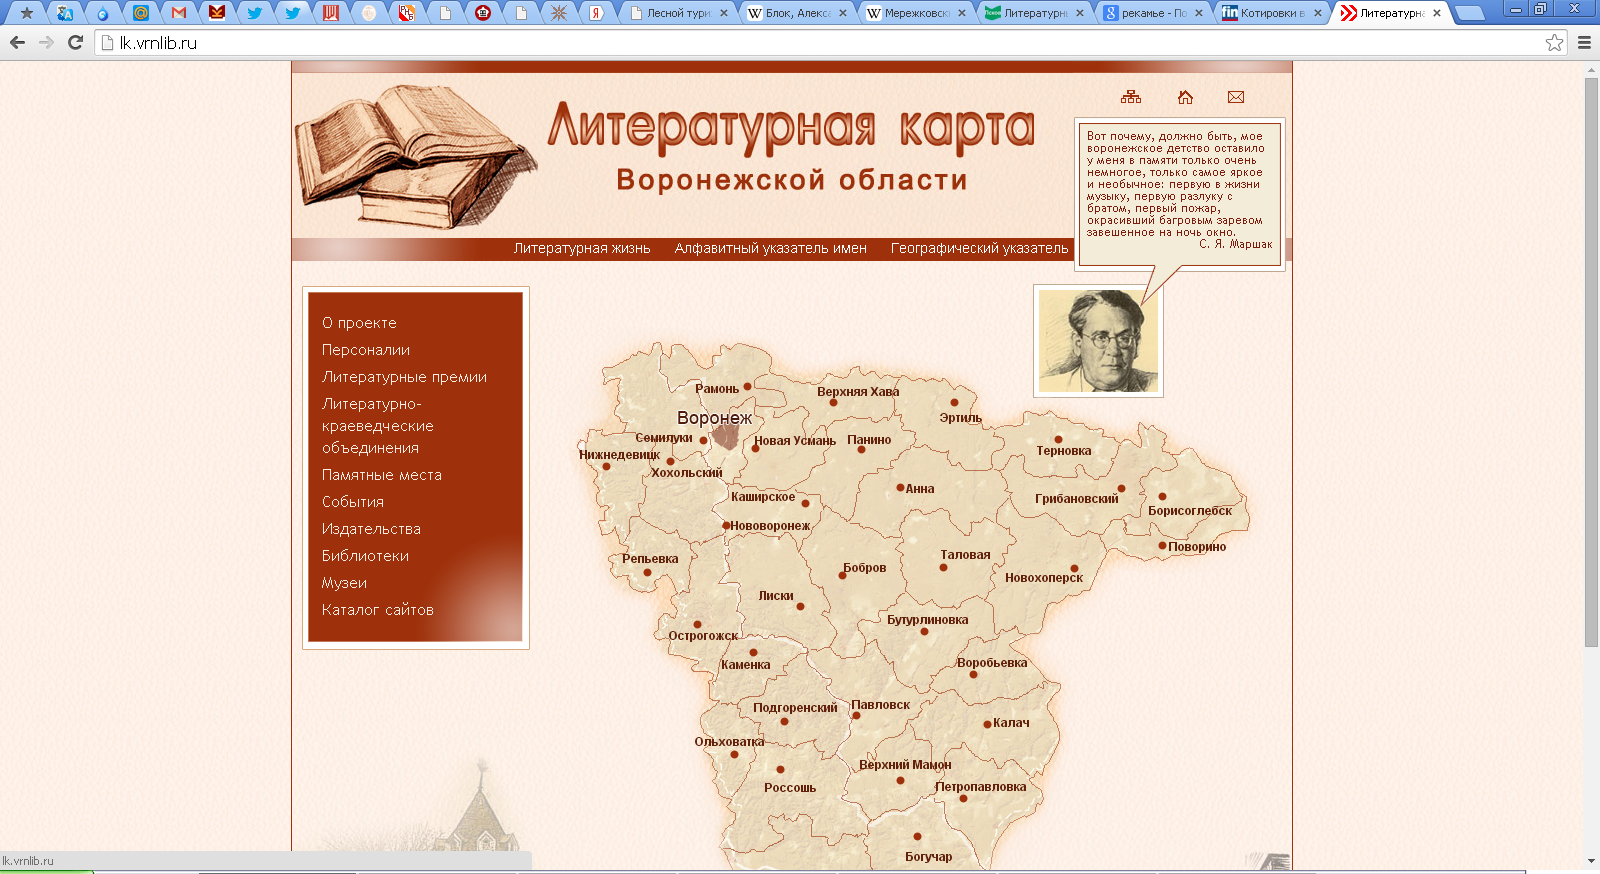 Лесной тури
Блок, Алекса
Мережковск
Литературны
рекамье - По
Котировки в
Литературна
lk.vrnlib.ru
Литературная карта
Воронежской области
Вот почему, должно быть, мое
воронежское детство оставило
у меня в памяти только очень
немногое, только самое яркое
и необычное: первую в жизни
музыку, первую разлуку с
братом, первый пожар,
окрасивший багровым заревом
завешенное на ночь окно.
С. Я. Маршак
Литературная жизнь Алфавитный указатель имен Географический указатель
О проекте
Персоналии
Литературные премии
Литературно-
краеведческие
объединения
Памятные места
События
Издательства
Библиотеки
Музеи
Каталог сайтов
Рамонь
Верхняя Хава
Эртиль
Воронеж
Семилуки
Новая Усмань
Панино
Нижнедевицк
Хохольский
Терновка
Каширское
Анна
Грибановский
Борисоглебск
Нововоронеж
Поворино
Репьевка
Таловая
Бобров
Новохоперск
Лиски
Бутурлиновка
Острогожск
Каменка
Воробьевка
Подгоренский
Павловск
Калач
Ольховатка
Верхний Мамон
Россошь
Петропавловка
Богучар
lk.vrnlib.ru